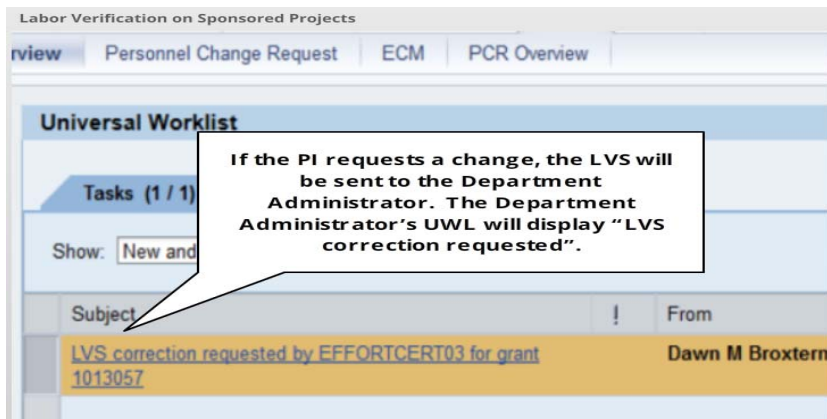 Labor Verification on Sponsored Projects
Personnel Change Request ECM PCR Overview
Universal Worklist
If the PI requests a change, the LVS will
be sent to the Department
Administrator. The Department
Administrator's UWL will display “LVS
correction requested”.
Tasks (1 / 1)
Show: New and
Subject ! From
LVS correction requested by EFFORTCERT03 for grant Dawn M
1013057